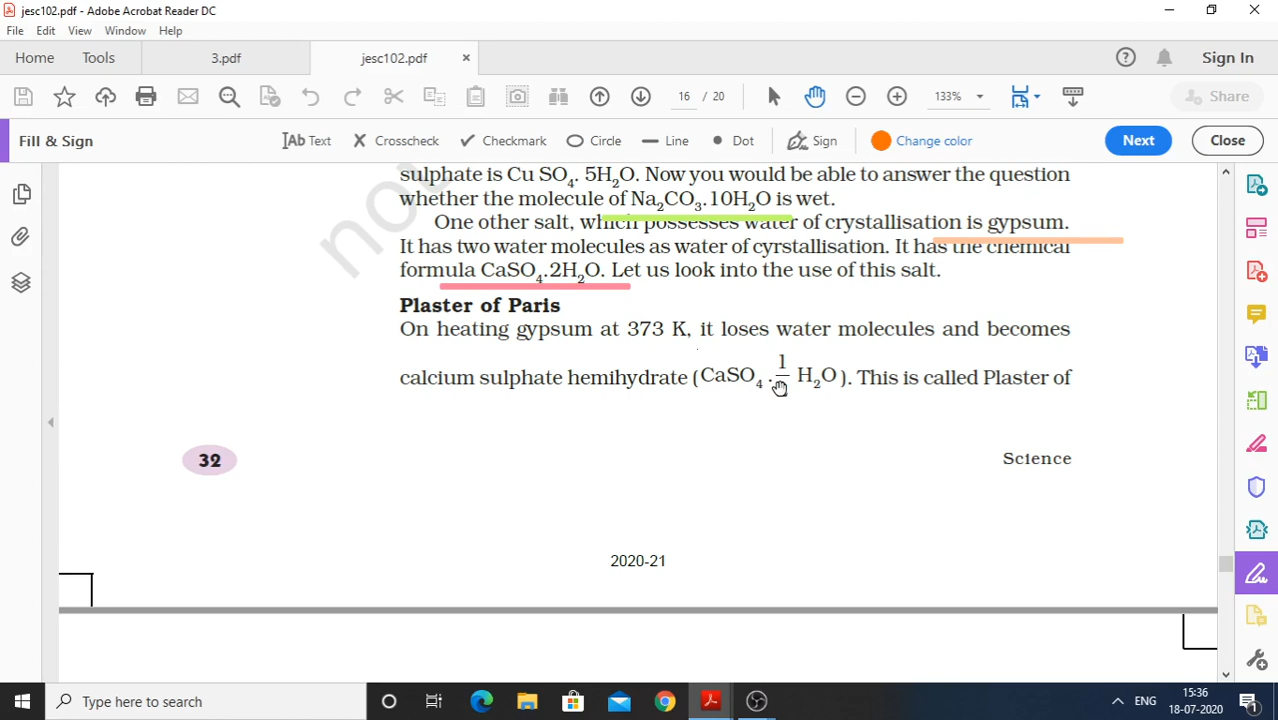 jesc102.pdf - Adobe Acrobat Reader DC
File Edit View Window Help
Home Tools 3.pdf jesc102.pdf × Sign In
16 / 20 133% Share
Fill & Sign Ab Text Crosscheck Checkmark Circle Line Dot Sign Change color Next Close
sulphate is Cu SO₄. 5H₂O. Now you would be able to answer the question
whether the molecule of Na₂CO₃.10H₂O is wet.
One other salt, which possesses water of crystallisation is gypsum.
It has two water molecules as water of cyrstallisation. It has the chemical
formula CaSO₄.2H₂O. Let us look into the use of this salt.
Plaster of Paris
On heating gypsum at 373 K, it loses water molecules and becomes
calcium sulphate hemihydrate (CaSO₄ . 1 H₂O). This is called Plaster of
not
32
Science
2020-21
Type here to search
ENG
15:36
18-07-2020
1